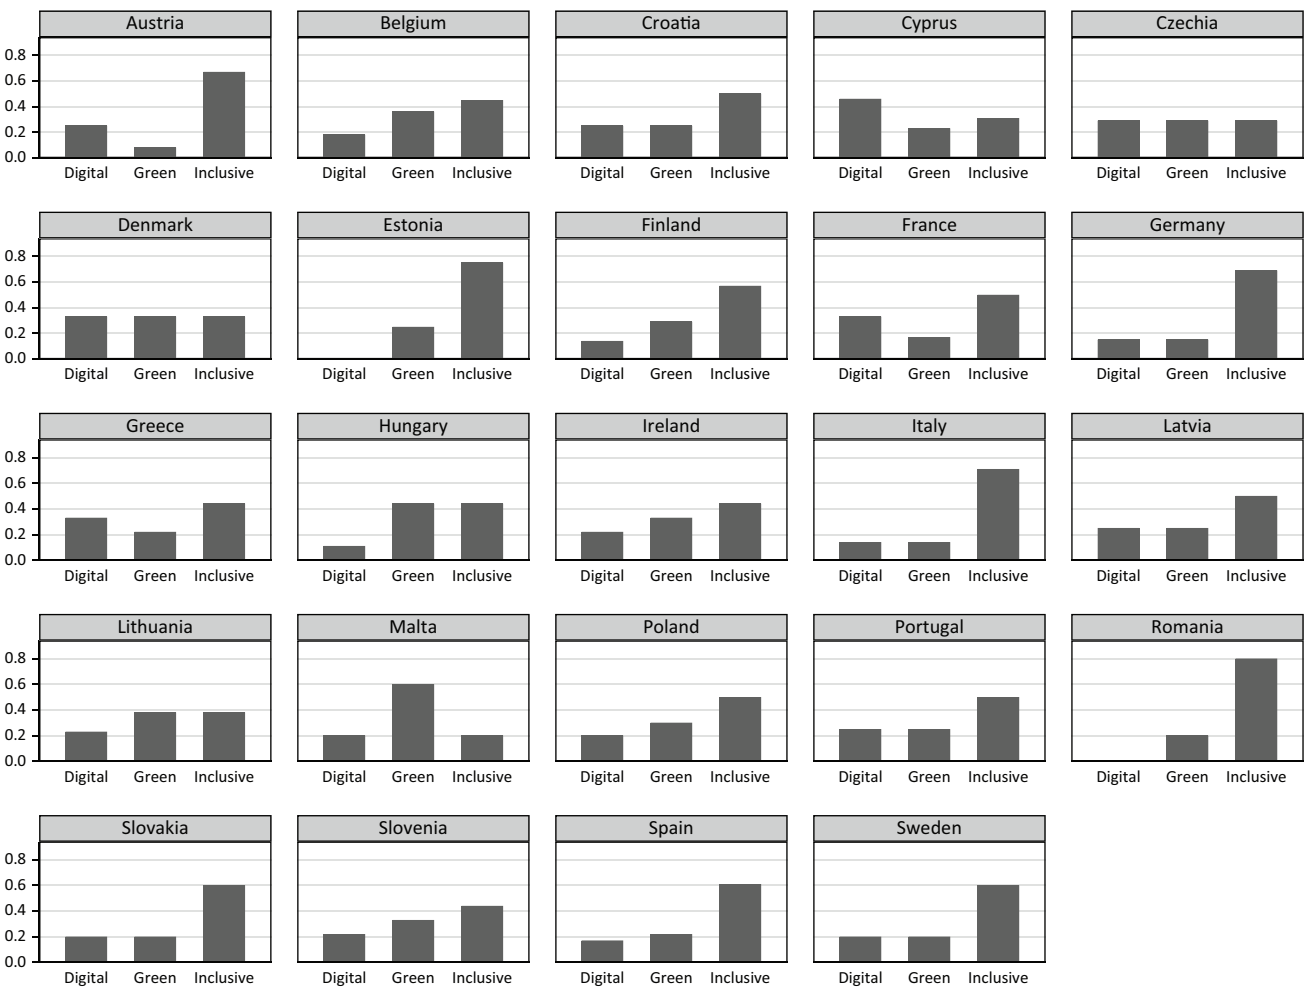 Austria Belgium Croatia Cyprus Czechia
0.8
0.6
0.4
0.2
0.0
Digital Green Inclusive Digital Green Inclusive Digital Green Inclusive Digital Green Inclusive Digital Green Inclusive
Denmark Estonia Finland France Germany
0.8
0.6
0.4
0.2
0.0
Digital Green Inclusive Digital Green Inclusive Digital Green Inclusive Digital Green Inclusive Digital Green Inclusive
Greece Hungary Ireland Italy Latvia
0.8
0.6
0.4
0.2
0.0
Digital Green Inclusive Digital Green Inclusive Digital Green Inclusive Digital Green Inclusive Digital Green Inclusive
Lithuania Malta Poland Portugal Romania
0.8
0.6
0.4
0.2
0.0
Digital Green Inclusive Digital Green Inclusive Digital Green Inclusive Digital Green Inclusive Digital Green Inclusive
Slovakia Slovenia Spain Sweden
0.8
0.6
0.4
0.2
0.0
Digital Green Inclusive Digital Green Inclusive Digital Green Inclusive Digital Green Inclusive